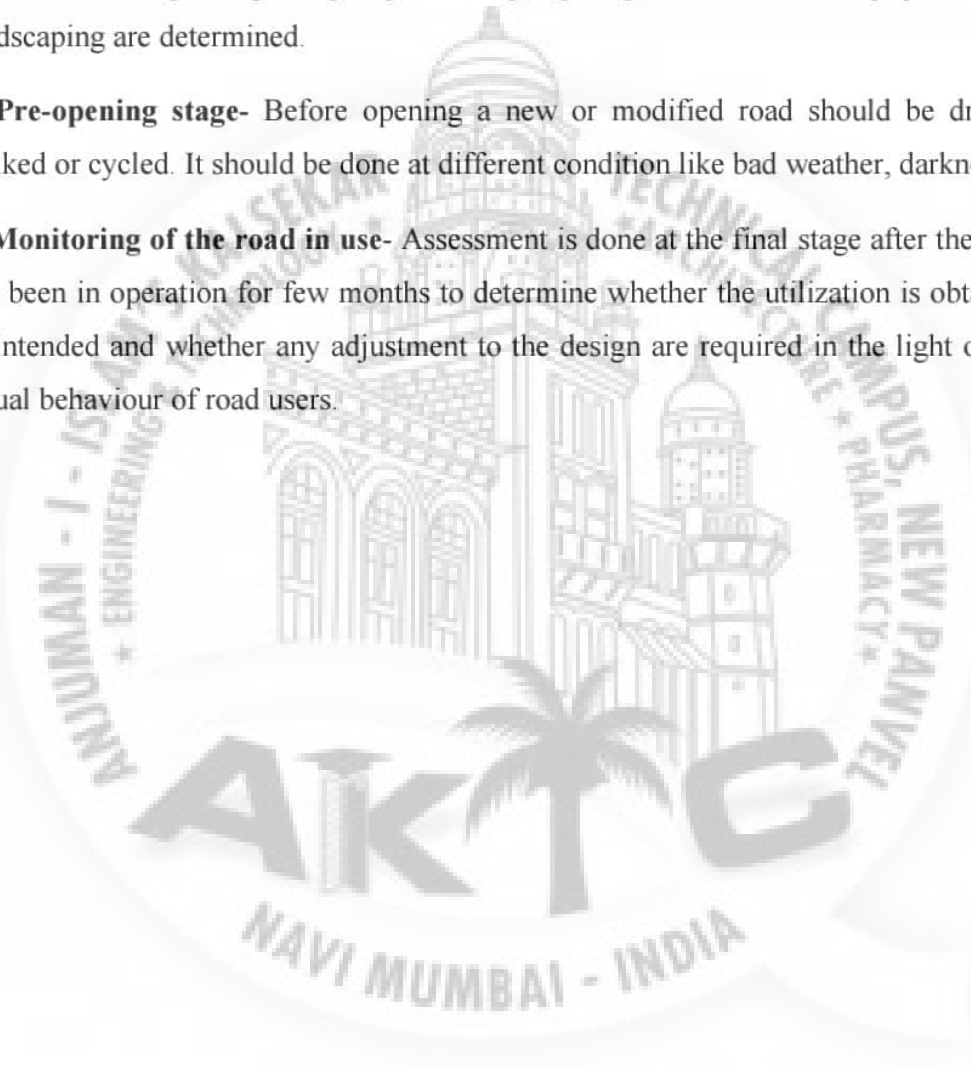 dscaping are determined.
Pre-opening stage- Before opening a new or modified road should be dr
ked or cycled. It should be done at different condition like bad weather, darkn
Monitoring of the road in use- Assessment is done at the final stage after the
been in operation for few months to determine whether the utilization is obt
ntended and whether any adjustment to the design are required in the light o
ual behaviour of road users.
ANJUMAN - I - ISLAM'S KALSEKAR TECHNICAL CAMPUS, NEW PANVEL
★ ENGINEERING & TECHNOLOGY ★ ★ ARCHITECTURE ★ PHARMACY ★
AKTC
NAVI MUMBAI - INDIA